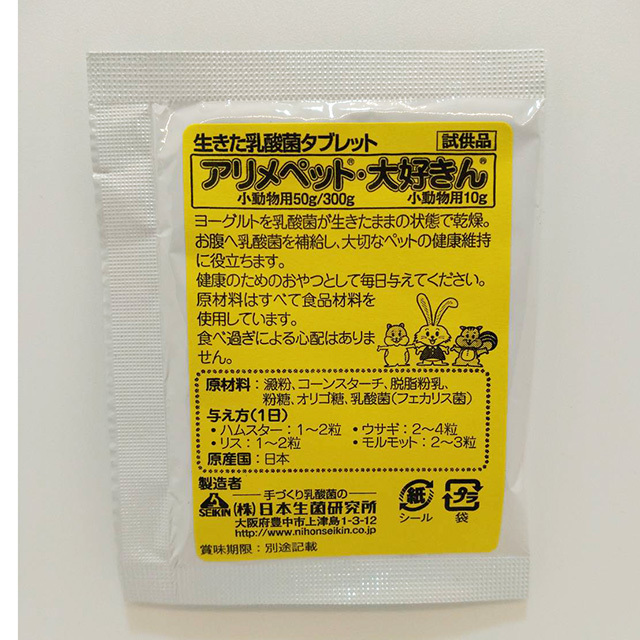 生きた乳酸菌タブレット 試供品
アリメペット®・大好きん®
小動物用50g/300g 小動物用10g
ヨーグルトを乳酸菌が生きたままの状態で乾燥。
お腹へ乳酸菌を補給し、大切なペットの健康維持
に役立ちます。
健康のためのおやつとして毎日与えてください。
原材料はすべて食品材料を
使用しています。
食べ過ぎによる心配はありま
せん。
原材料:澱粉、コーンスターチ、脱脂粉乳、
粉糖、オリゴ糖、乳酸菌(フェカリス菌)
与え方(1日)
・ハムスター:1~2粒 ・ウサギ:2~4粒
・リス:1~2粒 ・モルモット:2~3粒
原産国:日本
製造者
手づくり乳酸菌の
SEIKIN (株)日本生菌研究所
大阪府豊中市上津島1-3-12
http://www.nihonseikin.co.jp
賞味期限:別途記載
紙
シール
プラ
袋